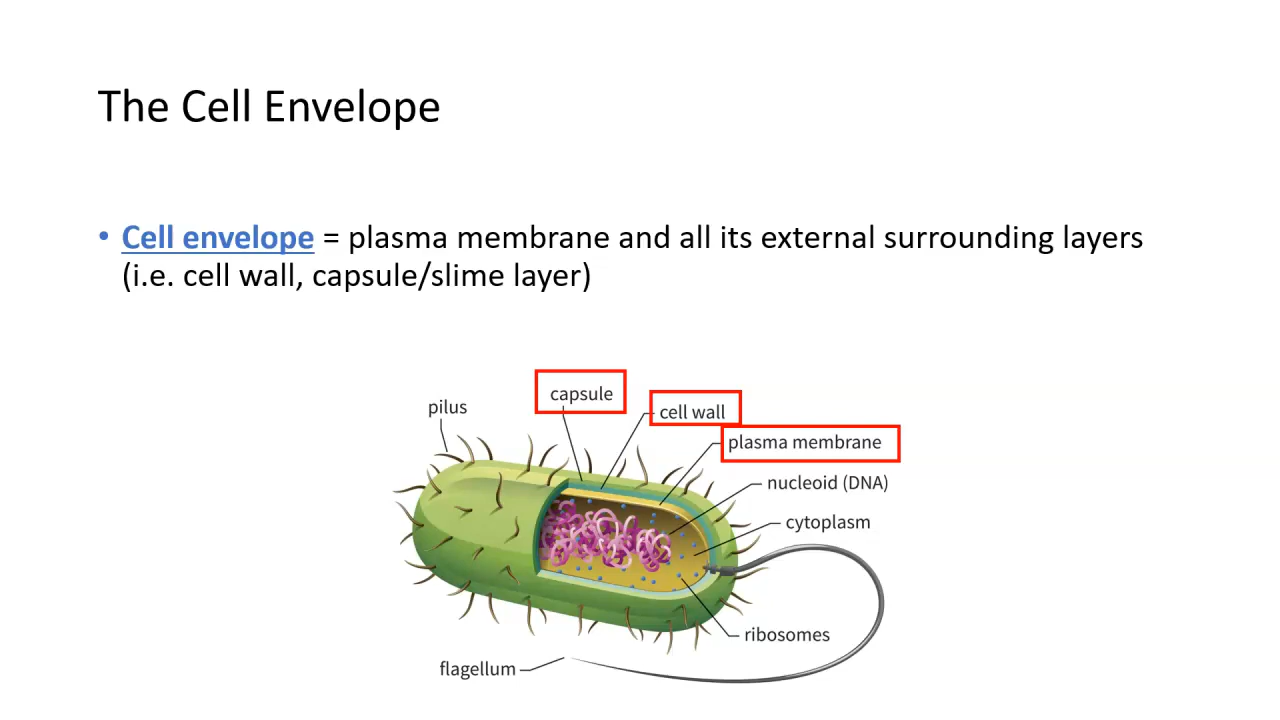 The Cell Envelope
• Cell envelope = plasma membrane and all its external surrounding layers
(i.e. cell wall, capsule/slime layer)
capsule
pilus
cell wall
plasma membrane
nucleoid (DNA)
cytoplasm
ribosomes
flagellum